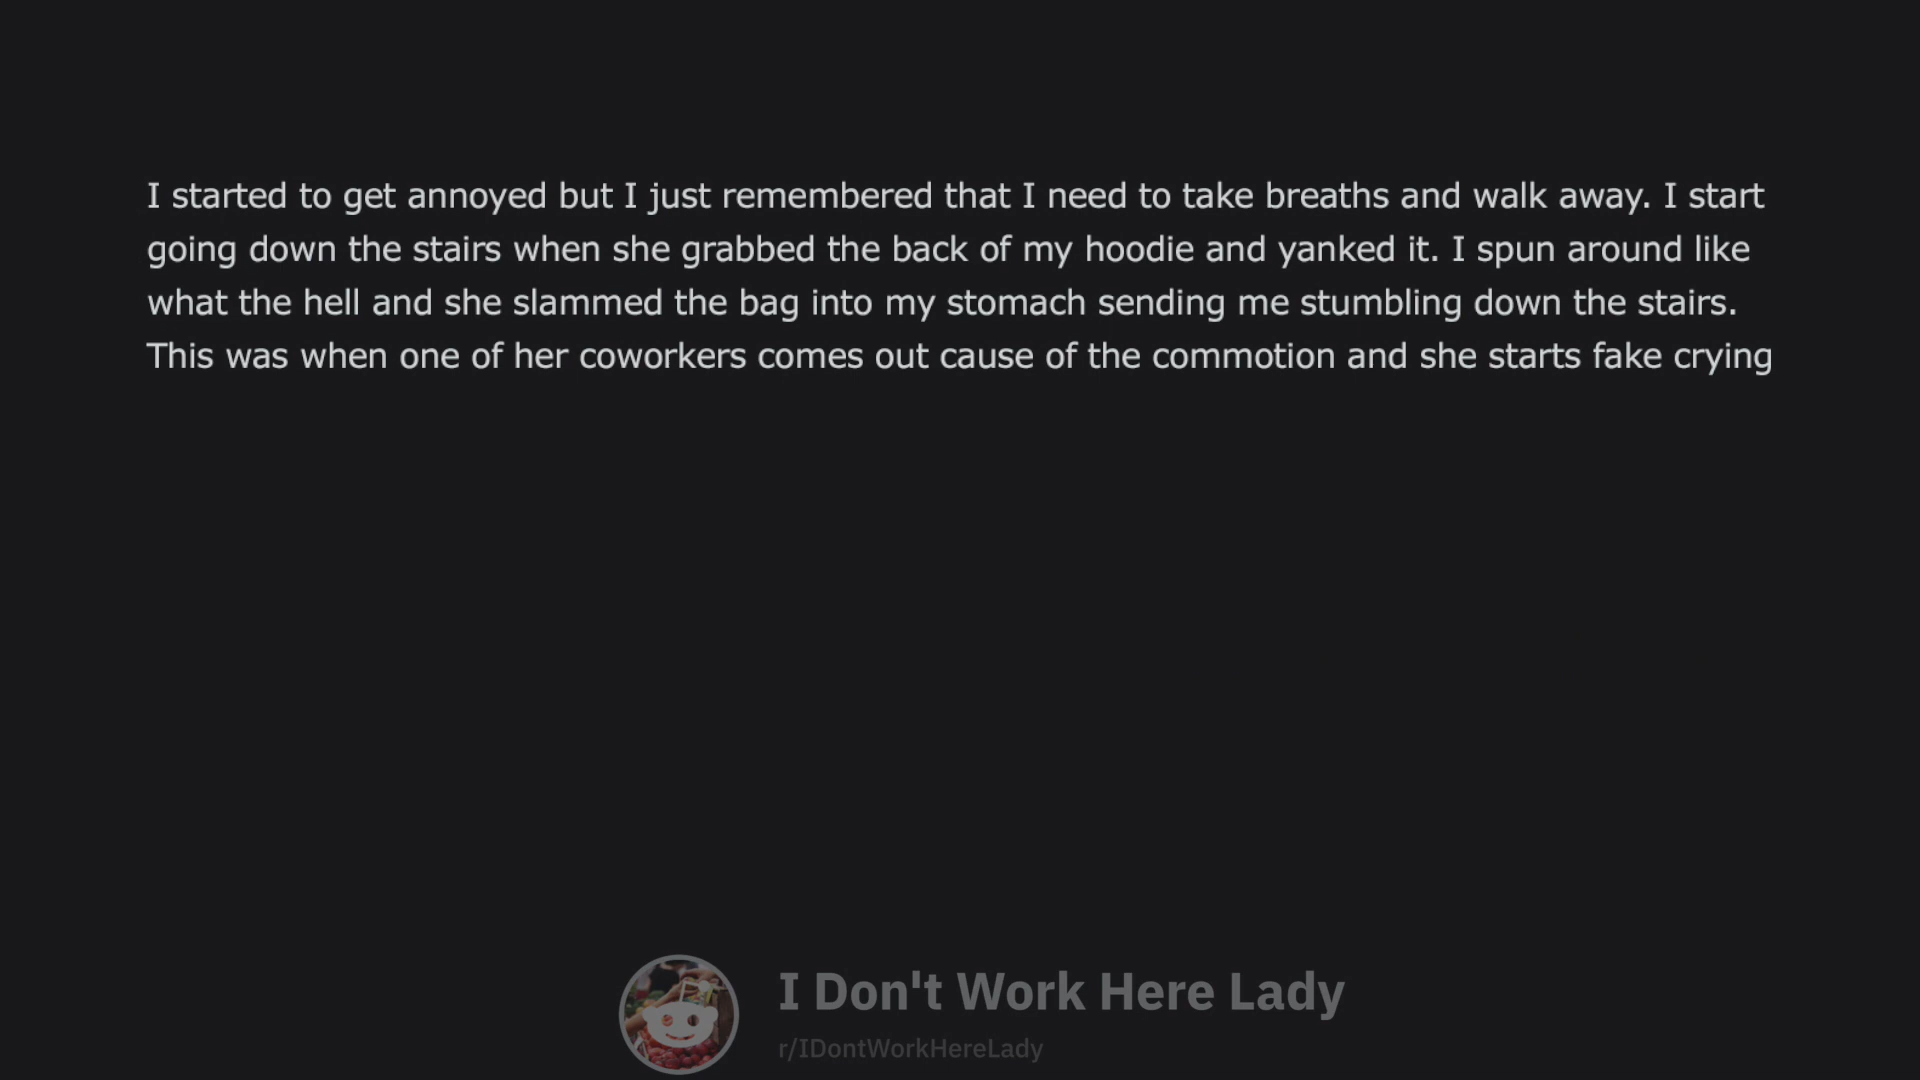 I started to get annoyed but I just remembered that I need to take breaths and walk away. I start
going down the stairs when she grabbed the back of my hoodie and yanked it. I spun around like
what the hell and she slammed the bag into my stomach sending me stumbling down the stairs.
This was when one of her coworkers comes out cause of the commotion and she starts fake crying
I Don't Work Here Lady
r/IDontWorkHereLady